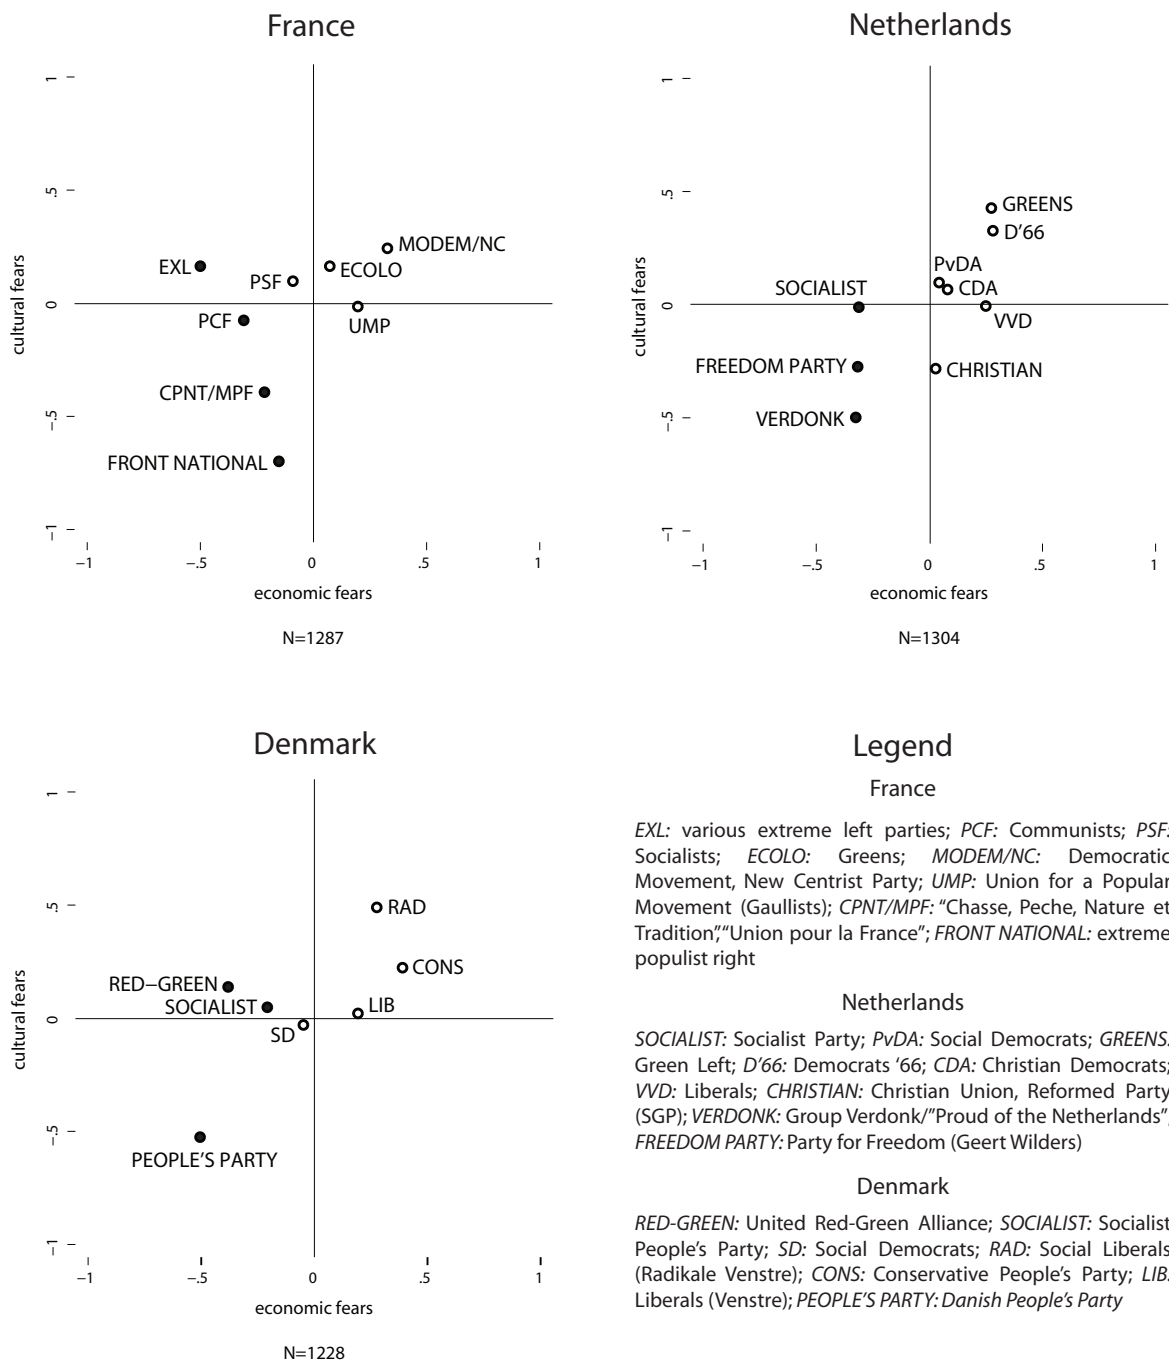 France
1
.5
0
−.5
−1
cultural fears
EXL
PSF
ECOLO
MODEM/NC
PCF
UMP
CPNT/MPF
FRONT NATIONAL
−1
−.5
0
.5
1
economic fears
N=1287
Netherlands
1
.5
0
−.5
−1
cultural fears
GREENS
D'66
PvDA
CDA
SOCIALIST
VVD
FREEDOM PARTY
CHRISTIAN
VERDONK
−1
−.5
0
.5
1
economic fears
N=1304
Denmark
1
.5
0
−.5
−1
cultural fears
RAD
CONS
RED−GREEN
SOCIALIST
LIB
SD
PEOPLE'S PARTY
−1
−.5
0
.5
1
economic fears
N=1228
Legend
France
EXL: various extreme left parties; PCF: Communists; PSF:
Socialists; ECOLO: Greens; MODEM/NC: Democratic
Movement, New Centrist Party; UMP: Union for a Popular
Movement (Gaullists); CPNT/MPF: “Chasse, Peche, Nature et
Tradition”,“Union pour la France”; FRONT NATIONAL: extreme
populist right
Netherlands
SOCIALIST: Socialist Party; PvDA: Social Democrats; GREENS:
Green Left; D'66: Democrats ‘66; CDA: Christian Democrats;
VVD: Liberals; CHRISTIAN: Christian Union, Reformed Party
(SGP); VERDONK: Group Verdonk/”Proud of the Netherlands”;
FREEDOM PARTY: Party for Freedom (Geert Wilders)
Denmark
RED-GREEN: United Red-Green Alliance; SOCIALIST: Socialist
People's Party; SD: Social Democrats; RAD: Social Liberals
(Radikale Venstre); CONS: Conservative People's Party; LIB:
Liberals (Venstre); PEOPLE'S PARTY: Danish People's Party